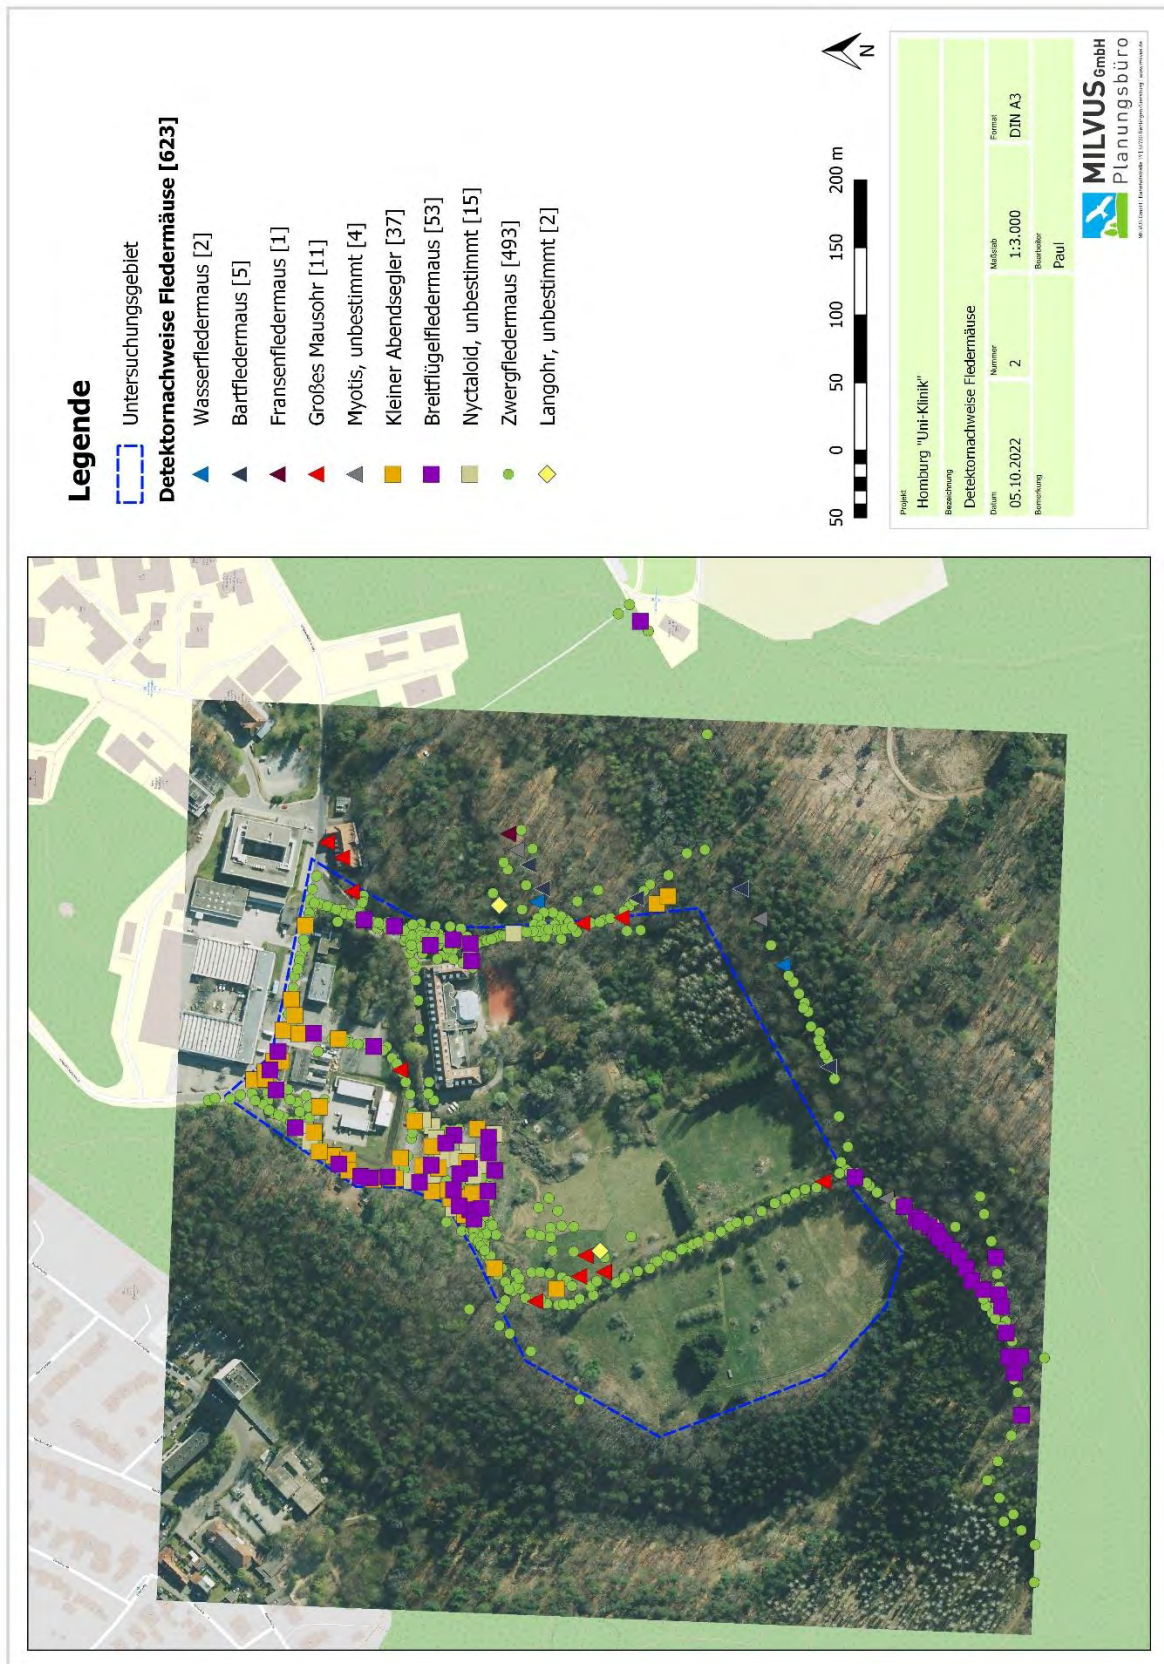 Legende
Untersuchungsgebiet
Detektornachweise Fledermäuse [623]
Wasserfledermaus [2]
Bartfledermaus [5]
Fransenfledermaus [1]
Großes Mausohr [11]
Myotis, unbestimmt [4]
Kleiner Abendsegler [37]
Breitflügelfledermaus [53]
Nyctaloid, unbestimmt [15]
Zwergfledermaus [493]
Langohr, unbestimmt [2]
N
50 0 50 100 150 200 m
Projekt
Homburg "Uni-Klinik"
Bezeichnung
Detektornachweise Fledermäuse
Datum Nummer Maßstab Format
05.10.2022 2 1:3.000 DIN A3
Bemerkung Bearbeiter
Paul
MILVUS GmbH
Planungsbüro